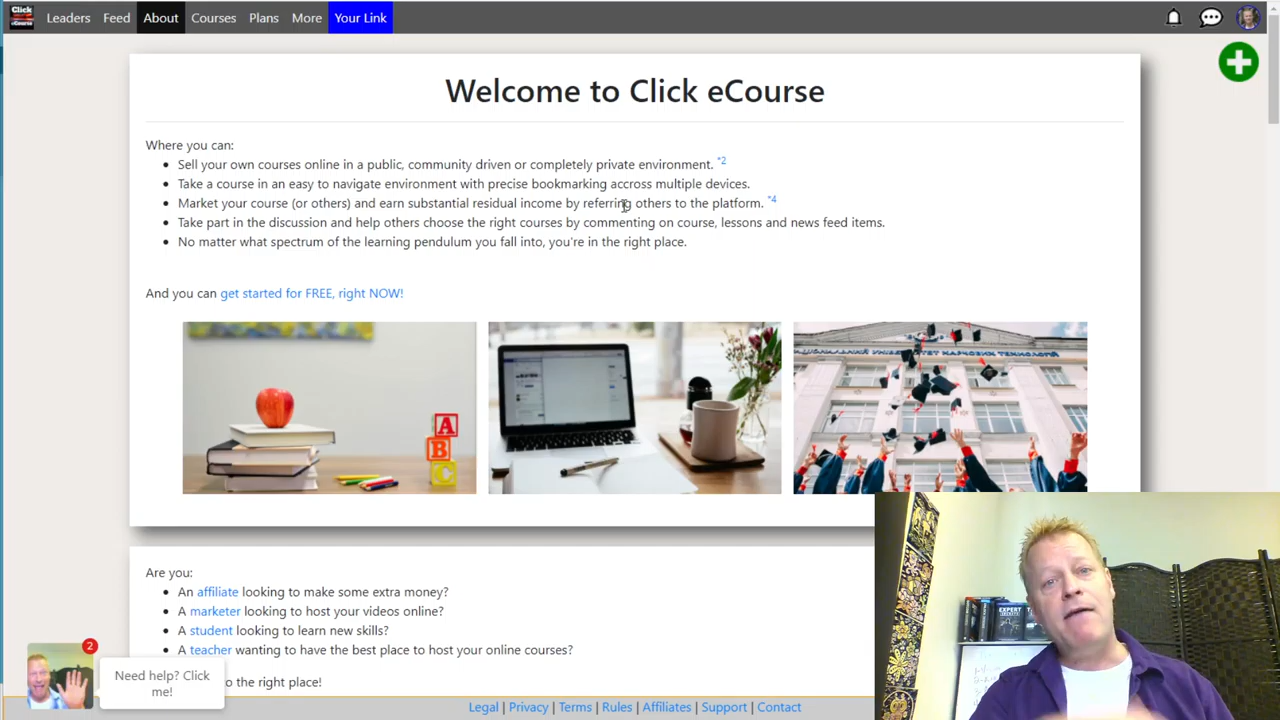 Click
eCourse
Leaders Feed About Courses Plans More Your Link
Welcome to Click eCourse
Where you can:
Sell your own courses online in a public, community driven or completely private environment. *2
Take a course in an easy to navigate environment with precise bookmarking accross multiple devices.
Market your course (or others) and earn substantial residual income by referring others to the platform. *4
Take part in the discussion and help others choose the right courses by commenting on course, lessons and news feed items.
No matter what spectrum of the learning pendulum you fall into, you're in the right place.
And you can get started for FREE, right NOW!
A
B
C
Are you:
An affiliate looking to make some extra money?
A marketer looking to host your videos online?
A student looking to learn new skills?
A teacher wanting to have the best place to host your online courses?
o the right place!
2
Need help? Click
me!
EXPERT
Legal | Privacy | Terms | Rules | Affiliates | Support | Contact